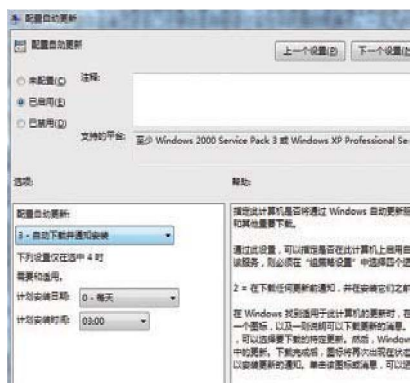 配置自动更新
配置自动更新
上一个设置(P)
下一个设置(
未配置(C)
注释:
已启用(E)
已禁用(D)
支持的平台:
至少 Windows 2000 Service Pack 3 或 Windows XP Professional Se
选项:
帮助:
配置自动更新:
3 - 自动下载并通知安装
下列设置仅在选中 4 时
需要和适用。
计划安装日期:
0 - 每天
计划安装时间:
03:00
指定此计算机是否将通过 Windows 自动更新服
和其他重要下载。
通过此设置,可以指定是否在此计算机上启用自
该服务,则必须在“组策略设置”中选择四个选
2 = 在下载任何更新前通知,并在安装它们之前
在 Windows 找到适用于此计算机的更新时,在
一个图标,以及一则说明可以下载更新的消息。
,可以选择要下载的特定更新。然后,Window
中的更新。下载完成后,图标将再次出现在状态
以安装更新的通知。单击该图标或消息,可以选